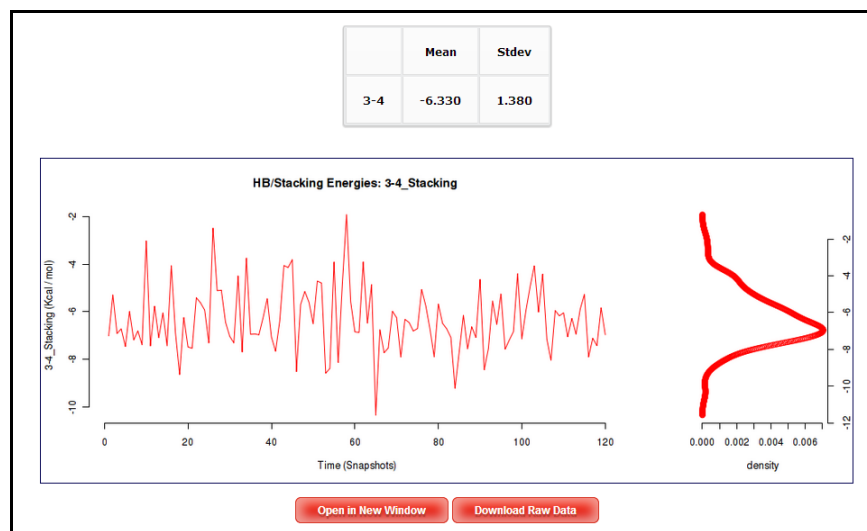 Mean Stdev
3-4 -6.330 1.380
HB/Stacking Energies: 3-4_Stacking
3-4_Stacking (Kcal / mol)
-2
-4
-6
-8
-10
0 20 40 60 80 100 120
Time (Snapshots)
-2
-4
-6
-8
-10
-12
0.000 0.002 0.004 0.006
density
Open in New Window Download Raw Data